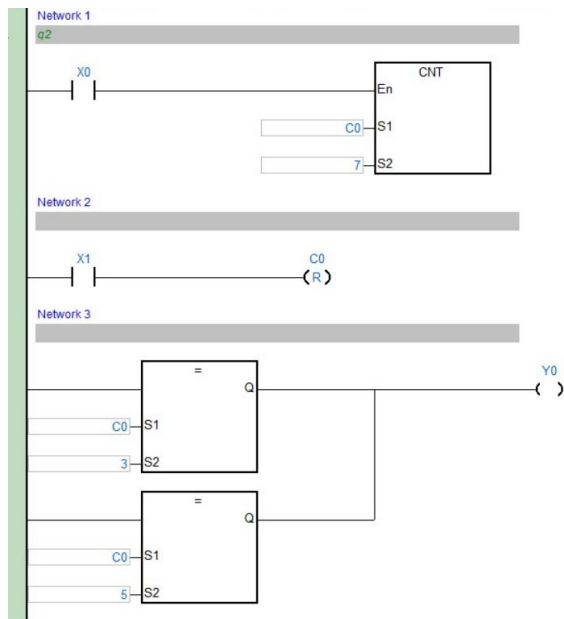 Network 1
q2
X0
CNT
En
C0 S1
7 S2
Network 2
X1 C0
R
Network 3
=
Q
Y0
C0 S1
3 S2
=
Q
C0 S1
5 S2